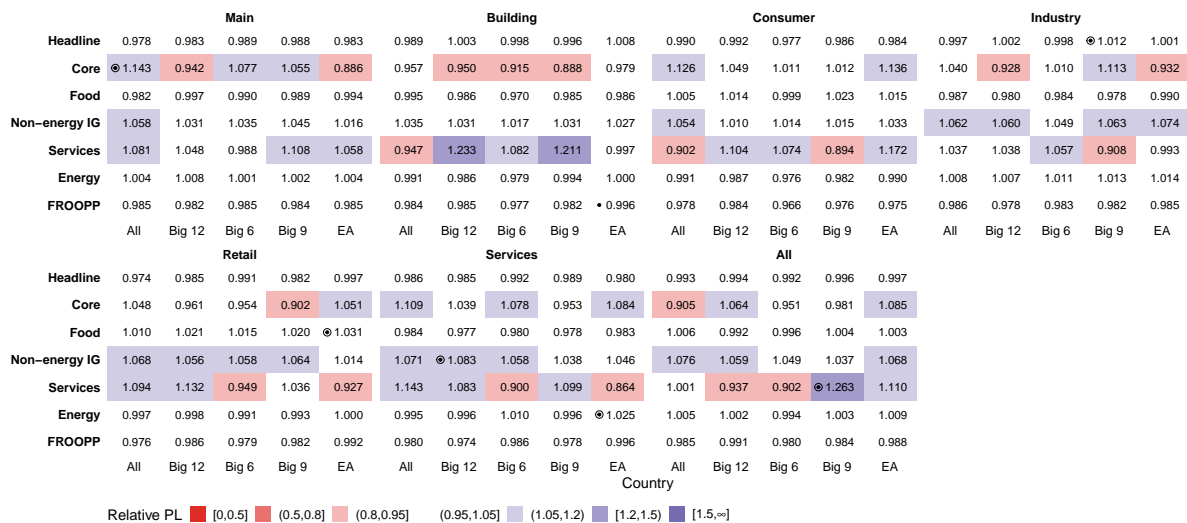 Main Building Consumer Industry
Headline 0.978 0.983 0.989 0.988 0.983 0.989 1.003 0.998 0.996 1.008 0.990 0.992 0.977 0.986 0.984 0.997 1.002 0.998 1.012 1.001
Core 1.143 0.942 1.077 1.055 0.886 0.957 0.950 0.915 0.888 0.979 1.126 1.049 1.011 1.012 1.136 1.040 0.928 1.010 1.113 0.932
Food 0.982 0.997 0.990 0.989 0.994 0.995 0.986 0.970 0.985 0.986 1.005 1.014 0.999 1.023 1.015 0.987 0.980 0.984 0.978 0.990
Non−energy IG 1.058 1.031 1.035 1.045 1.016 1.035 1.031 1.017 1.031 1.027 1.054 1.010 1.014 1.015 1.033 1.062 1.060 1.049 1.063 1.074
Services 1.081 1.048 0.988 1.108 1.058 0.947 1.233 1.082 1.211 0.997 0.902 1.104 1.074 0.894 1.172 1.037 1.038 1.057 0.908 0.993
Energy 1.004 1.008 1.001 1.002 1.004 0.991 0.986 0.979 0.994 1.000 0.991 0.987 0.976 0.982 0.990 1.008 1.007 1.011 1.013 1.014
FROOPP 0.985 0.982 0.985 0.984 0.985 0.984 0.985 0.977 0.982 0.996 0.978 0.984 0.966 0.976 0.975 0.986 0.978 0.983 0.982 0.985
All Big 12 Big 6 Big 9 EA All Big 12 Big 6 Big 9 EA All Big 12 Big 6 Big 9 EA All Big 12 Big 6 Big 9 EA
Retail Services All
Headline 0.974 0.985 0.991 0.982 0.997 0.986 0.985 0.992 0.989 0.980 0.993 0.994 0.992 0.996 0.997
Core 1.048 0.961 0.954 0.902 1.051 1.109 1.039 1.078 0.953 1.084 0.905 1.064 0.951 0.981 1.085
Food 1.010 1.021 1.015 1.020 1.031 0.984 0.977 0.980 0.978 0.983 1.006 0.992 0.996 1.004 1.003
Non−energy IG 1.068 1.056 1.058 1.064 1.014 1.071 1.083 1.058 1.038 1.046 1.076 1.059 1.049 1.037 1.068
Services 1.094 1.132 0.949 1.036 0.927 1.143 1.083 0.900 1.099 0.864 1.001 0.937 0.902 1.263 1.110
Energy 0.997 0.998 0.991 0.993 1.000 0.995 0.996 1.010 0.996 1.025 1.005 1.002 0.994 1.003 1.009
FROOPP 0.976 0.986 0.979 0.982 0.992 0.980 0.974 0.986 0.978 0.996 0.985 0.991 0.980 0.984 0.988
All Big 12 Big 6 Big 9 EA All Big 12 Big 6 Big 9 EA All Big 12 Big 6 Big 9 EA
Country
Relative PL [0,0.5] (0.5,0.8] (0.8,0.95] (0.95,1.05] (1.05,1.2) [1.2,1.5) [1.5,∞]